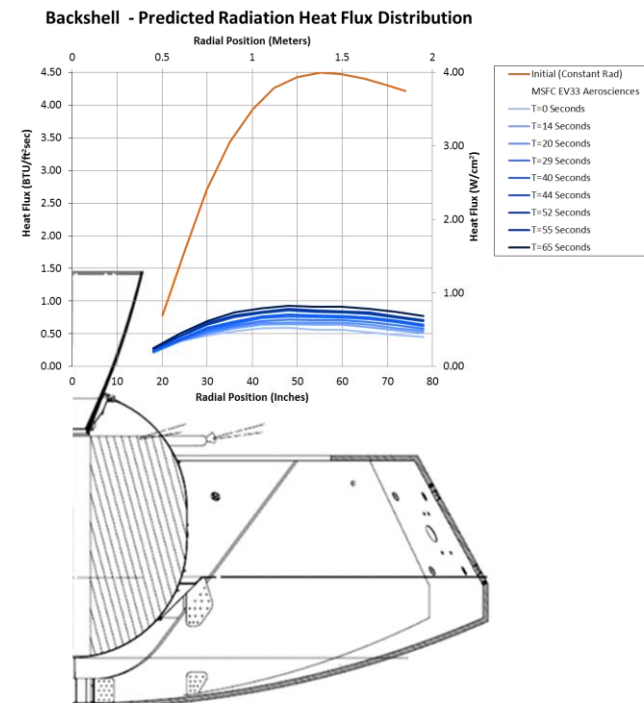 Backshell - Predicted Radiation Heat Flux Distribution
Radial Position (Meters)
0 0.5 1 1.5 2
4.50 4.00
4.00
3.50
3.00 3.00
2.50
2.00 2.00
1.50
1.00 1.00
0.50
0.00 0.00
Heat Flux (BTU/ft²sec)
Heat Flux (W/cm²)
0 10 20 30 40 50 60 70 80
Radial Position (Inches)
Initial (Constant Rad)
MSFC EV33 Aerosciences
T=0 Seconds
T=14 Seconds
T=20 Seconds
T=29 Seconds
T=40 Seconds
T=44 Seconds
T=52 Seconds
T=55 Seconds
T=65 Seconds